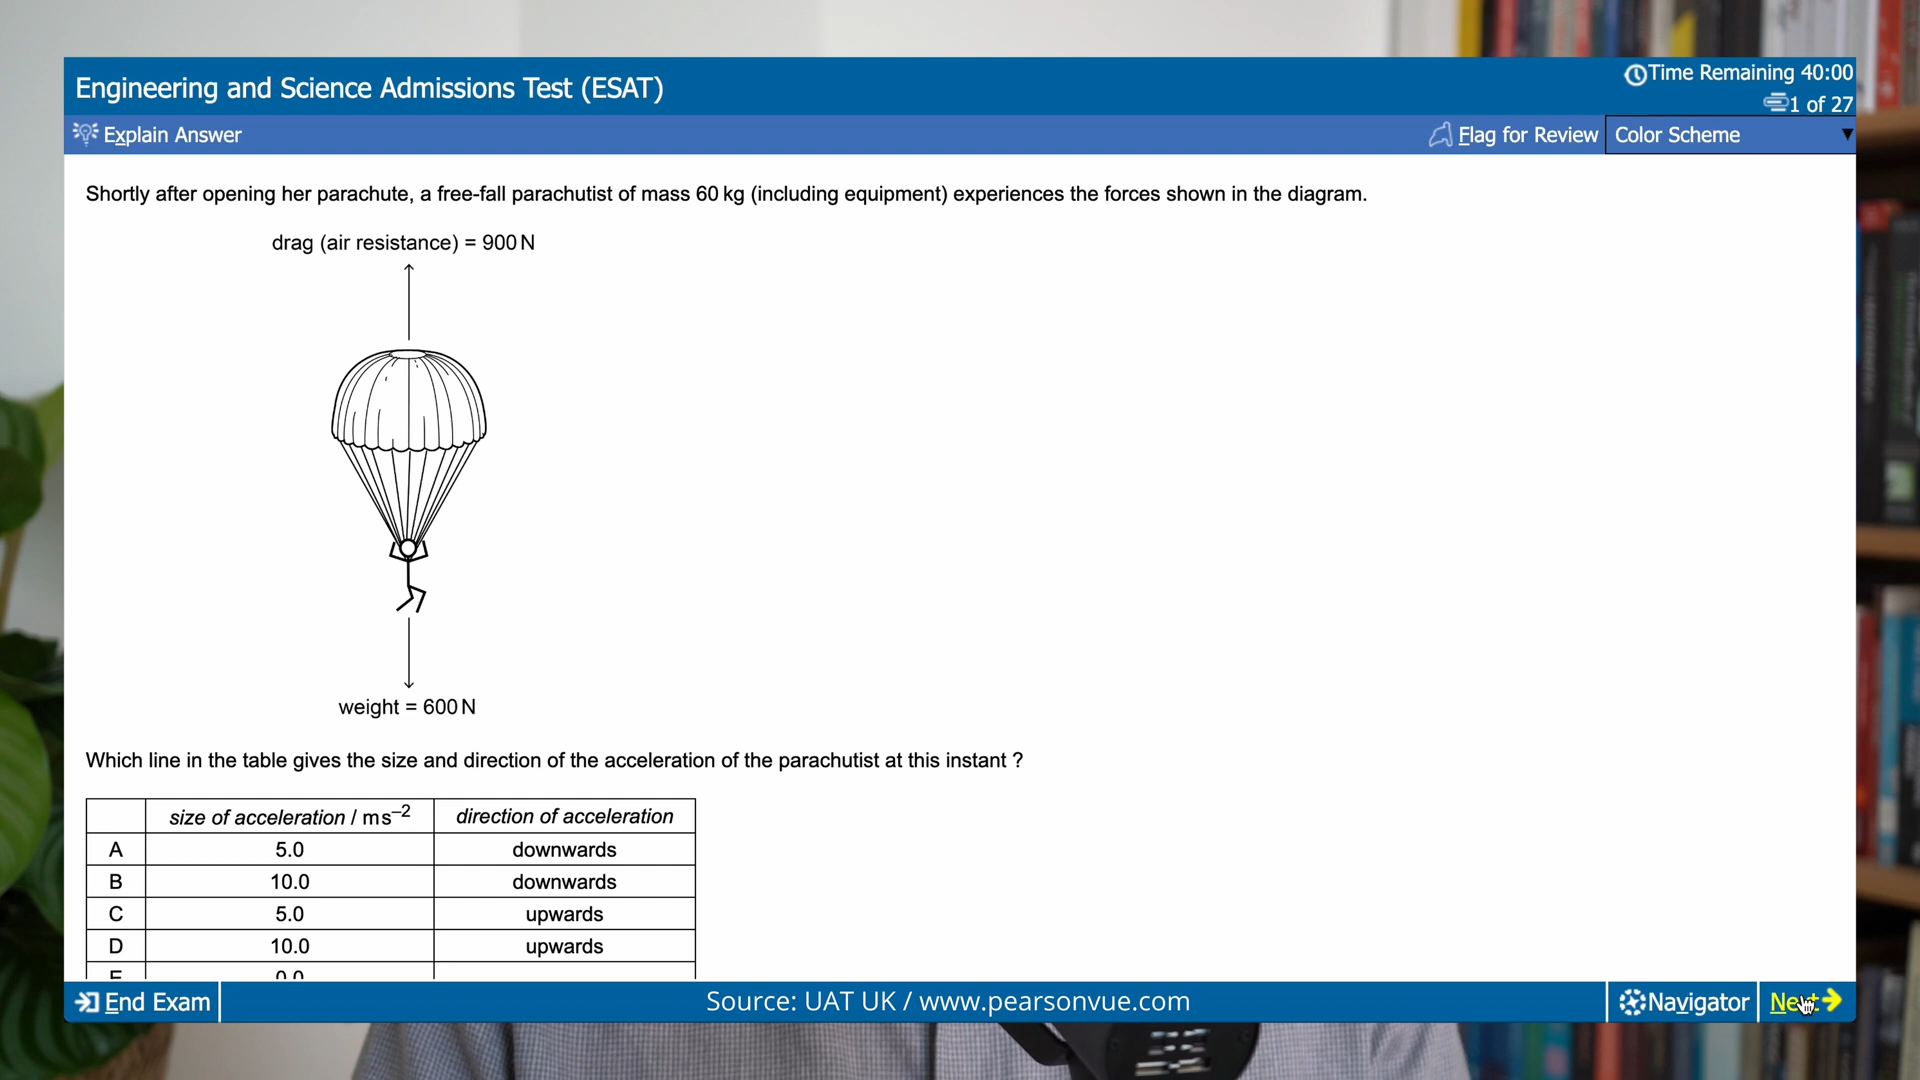 Engineering and Science Admissions Test (ESAT)
Time Remaining 40:00
1 of 27
Explain Answer
Flag for Review
Color Scheme
Shortly after opening her parachute, a free-fall parachutist of mass 60 kg (including equipment) experiences the forces shown in the diagram.
drag (air resistance) = 900 N
weight = 600 N
Which line in the table gives the size and direction of the acceleration of the parachutist at this instant ?
size of acceleration / m s⁻² direction of acceleration
A 5.0 downwards
B 10.0 downwards
C 5.0 upwards
D 10.0 upwards
E 0.0
End Exam
Source: UAT UK / www.pearsonvue.com
Navigator
Next